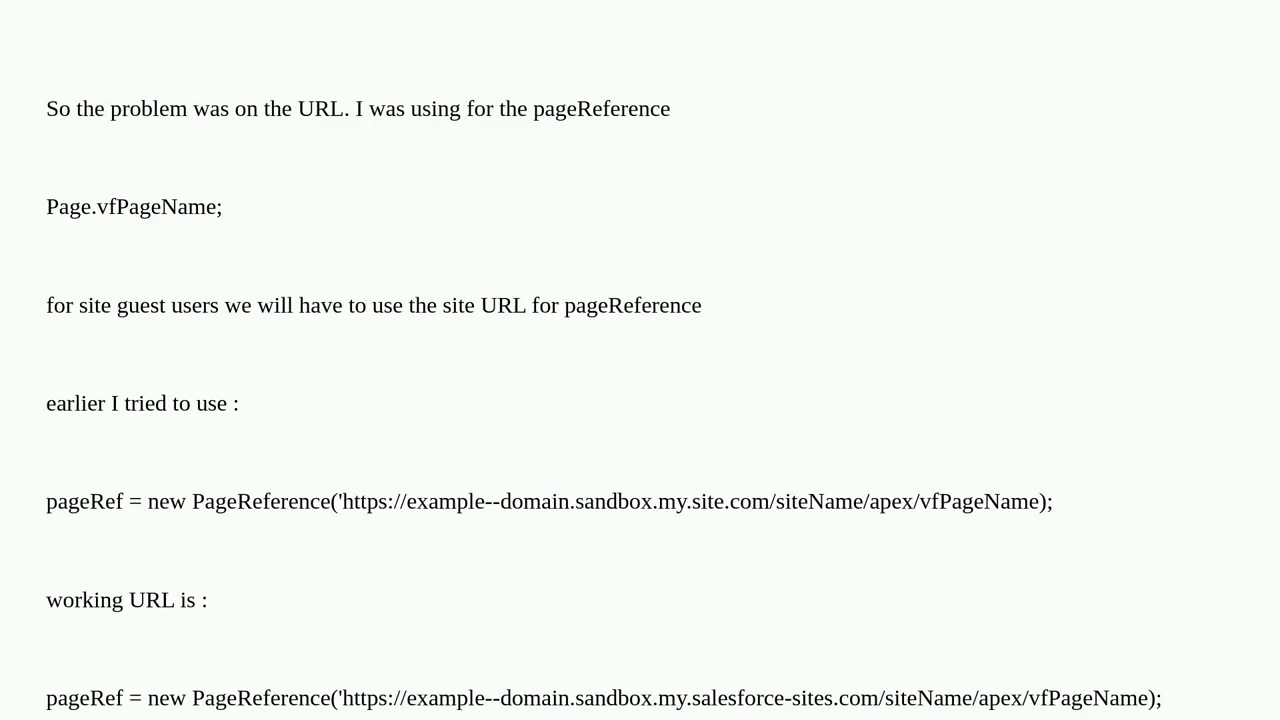 So the problem was on the URL. I was using for the pageReference
Page.vfPageName;
for site guest users we will have to use the site URL for pageReference
earlier I tried to use :
pageRef = new PageReference('https://example--domain.sandbox.my.site.com/siteName/apex/vfPageName);
working URL is :
pageRef = new PageReference('https://example--domain.sandbox.my.salesforce-sites.com/siteName/apex/vfPageName);